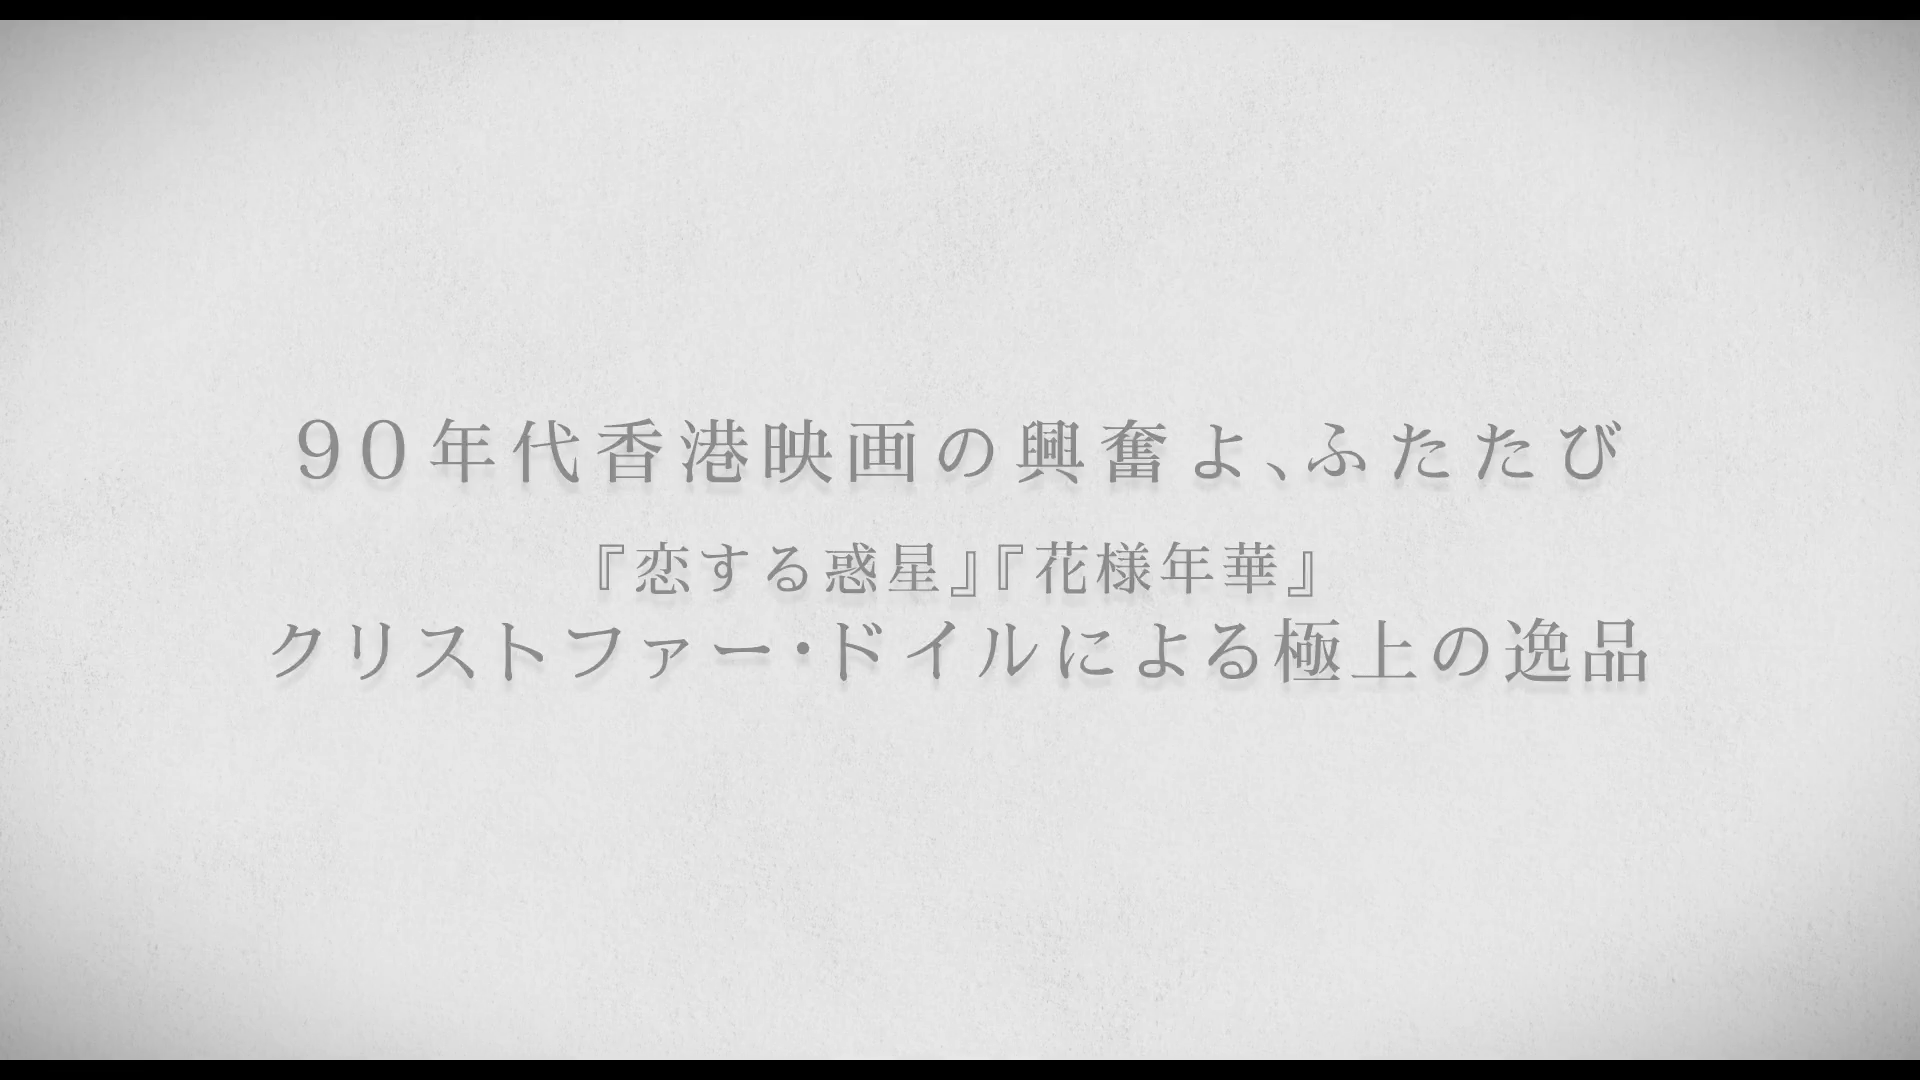 90年代香港映画の興奮よ、ふたたび
『恋する惑星』『花様年華』
クリストファー・ドイルによる極上の逸品